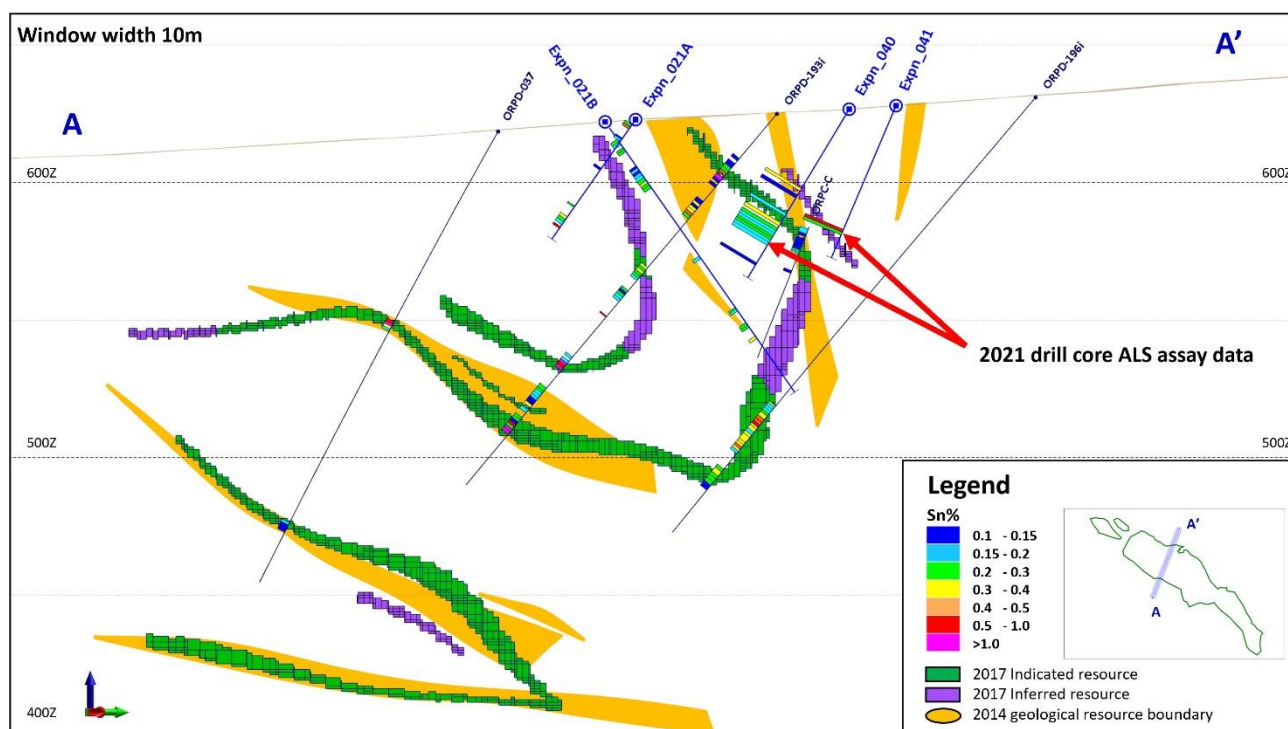 Window width 10m
A
A'
ORPD-037
Expn_021B
Expn_021A
ORPD-193i
Expn_040
Expn_041
ORPD-196i
600Z
600Z
ORPC-C
2021 drill core ALS assay data
500Z
500Z
400Z
Legend
Sn%
0.1 - 0.15
0.15 - 0.2
0.2 - 0.3
0.3 - 0.4
0.4 - 0.5
0.5 - 1.0
>1.0
A'
A
2017 Indicated resource
2017 Inferred resource
2014 geological resource boundary